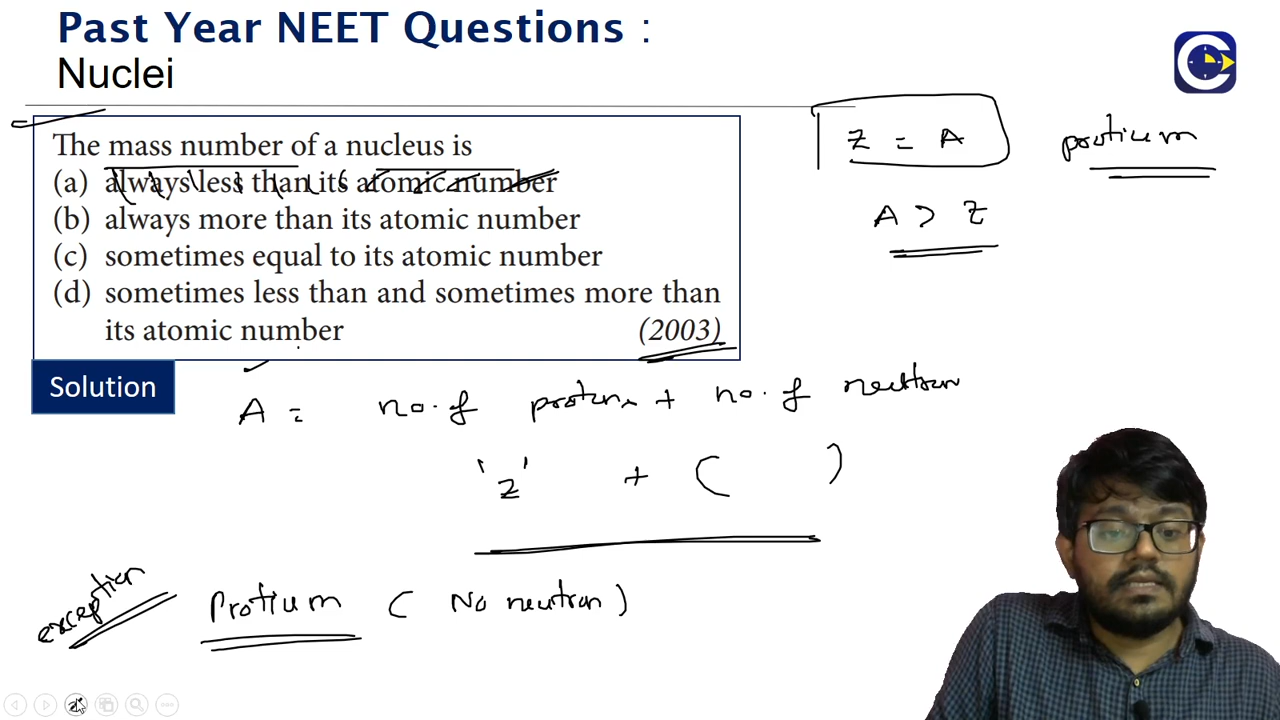 Past Year NEET Questions :
Nuclei
The mass number of a nucleus is
(a) always less than its atomic number
(b) always more than its atomic number
(c) sometimes equal to its atomic number
(d) sometimes less than and sometimes more than
its atomic number (2003)
Z = A protium
A > Z
Solution
A = no. of protons + no. of neutron
'z' + ( )
exception Protium ( No neutron )